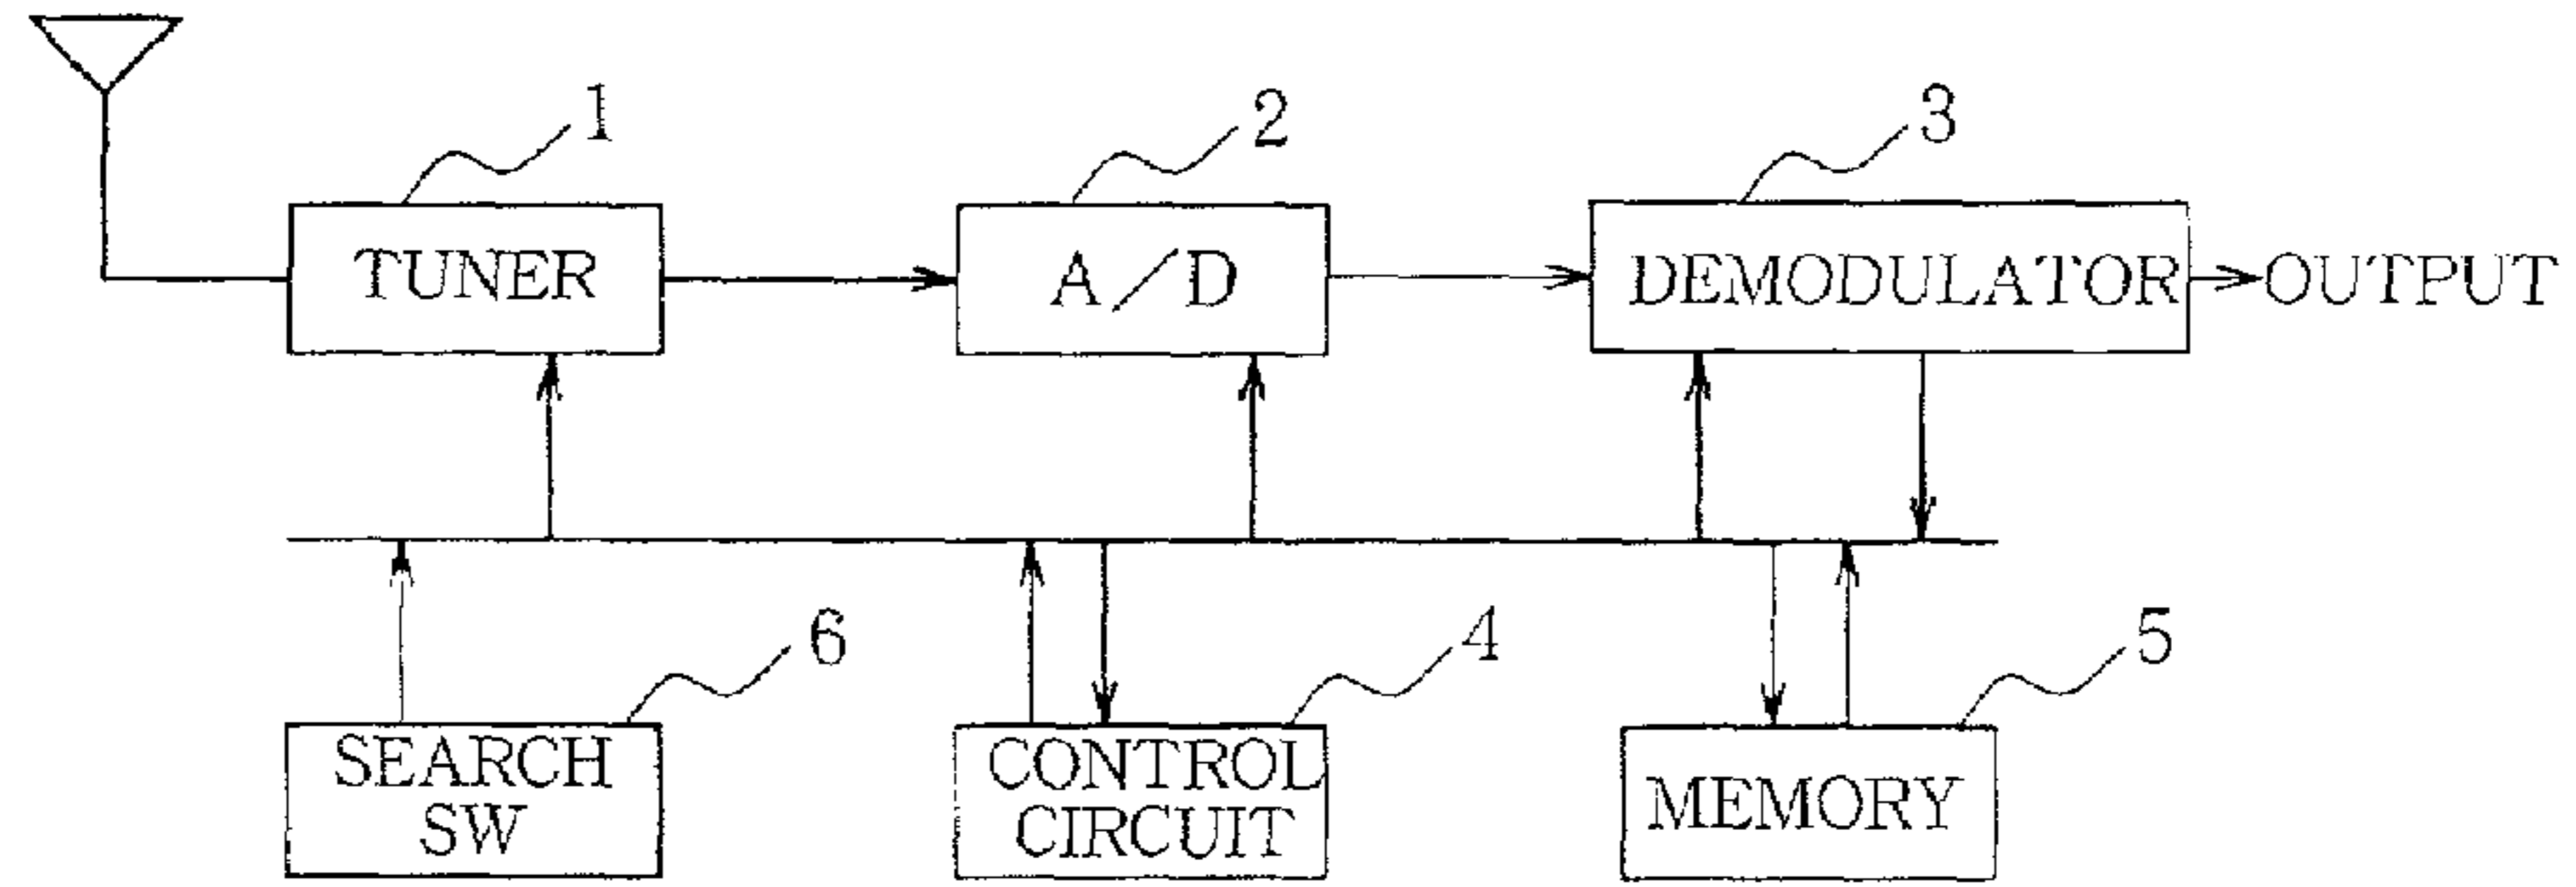 1
2
3
TUNER
A/D
DEMODULATOR
OUTPUT
6
4
5
SEARCH
SW
CONTROL
CIRCUIT
MEMORY